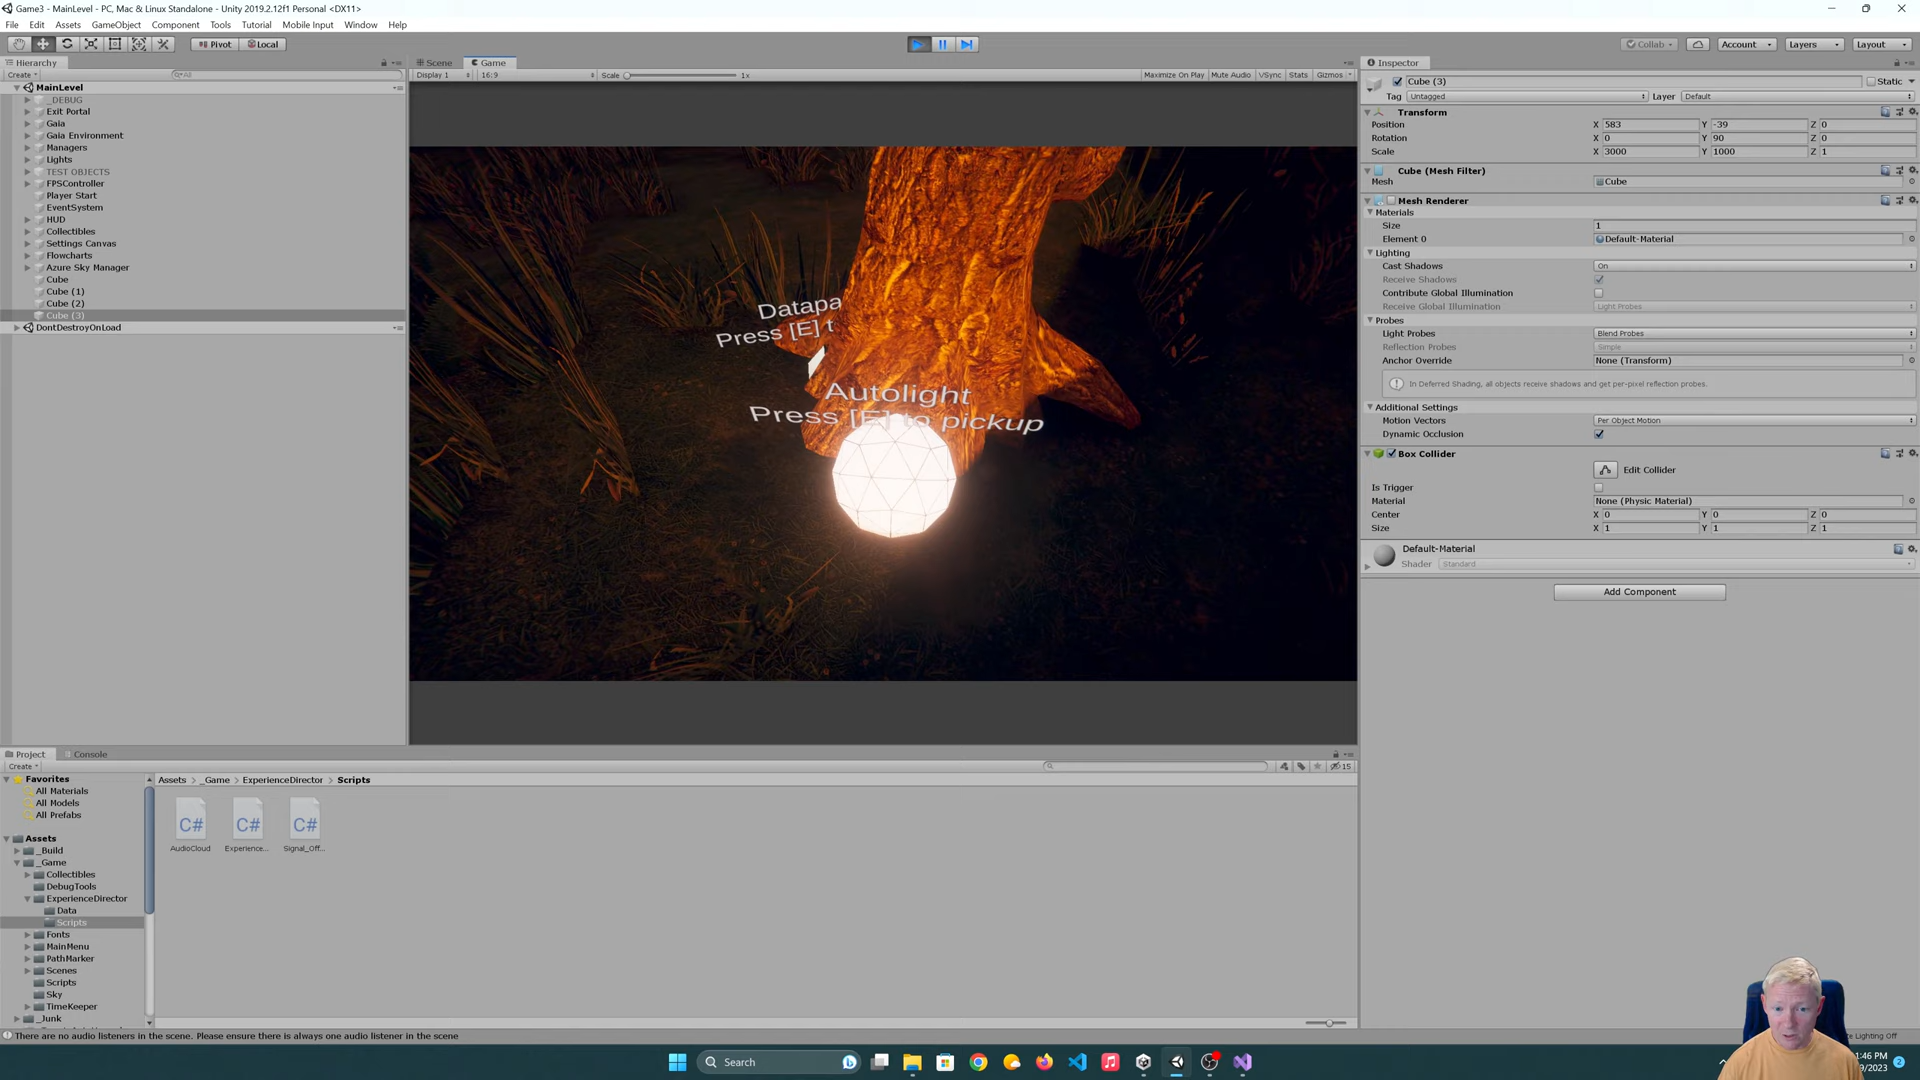 Game3 - MainLevel - PC, Mac & Linux Standalone - Unity 2019.2.12f1 Personal <DX11>
File Edit Assets GameObject Component Tools Tutorial Mobile Input Window Help
Pivot Local
Collab Account Layers Layout
Hierarchy
Create All
MainLevel
_DEBUG
Exit Portal
Gaia
Gaia Environment
Managers
Lights
TEST OBJECTS
FPSController
Player Start
EventSystem
HUD
Collectibles
Settings Canvas
Flowcharts
Azure Sky Manager
Cube
Cube (1)
Cube (2)
Cube (3)
DontDestroyOnLoad
Scene Game
Display 1 16:9 Scale 1x Maximize On Play Mute Audio VSync Stats Gizmos
Datapa
Press [E] t
Autolight
Press [E] to pickup
Inspector
Cube (3) Static
Tag Untagged Layer Default
Transform
Position X 583 Y -39 Z 0
Rotation X 0 Y 90 Z 0
Scale X 3000 Y 1000 Z 1
Cube (Mesh Filter)
Mesh Cube
Mesh Renderer
Materials
Size 1
Element 0 Default-Material
Lighting
Cast Shadows On
Receive Shadows
Contribute Global Illumination
Receive Global Illumination Light Probes
Probes
Light Probes Blend Probes
Reflection Probes Simple
Anchor Override None (Transform)
In Deferred Shading, all objects receive shadows and get per-pixel reflection probes.
Additional Settings
Motion Vectors Per Object Motion
Dynamic Occlusion
Box Collider
Edit Collider
Is Trigger
Material None (Physic Material)
Center X 0 Y 0 Z 0
Size X 1 Y 1 Z 1
Default-Material
Shader Standard
Add Component
Project Console
Create
15
Favorites
All Materials
All Models
All Prefabs
Assets
_Build
_Game
Collectibles
DebugTools
ExperienceDirector
Data
Scripts
Fonts
MainMenu
PathMarker
Scenes
Scripts
Sky
TimeKeeper
_Junk
Assets > _Game > ExperienceDirector > Scripts
C# C# C#
AudioCloud Experience... Signal_Off...
There are no audio listeners in the scene. Please ensure there is always one audio listener in the scene
Lighting Off
Search
:46 PM
/2023
2